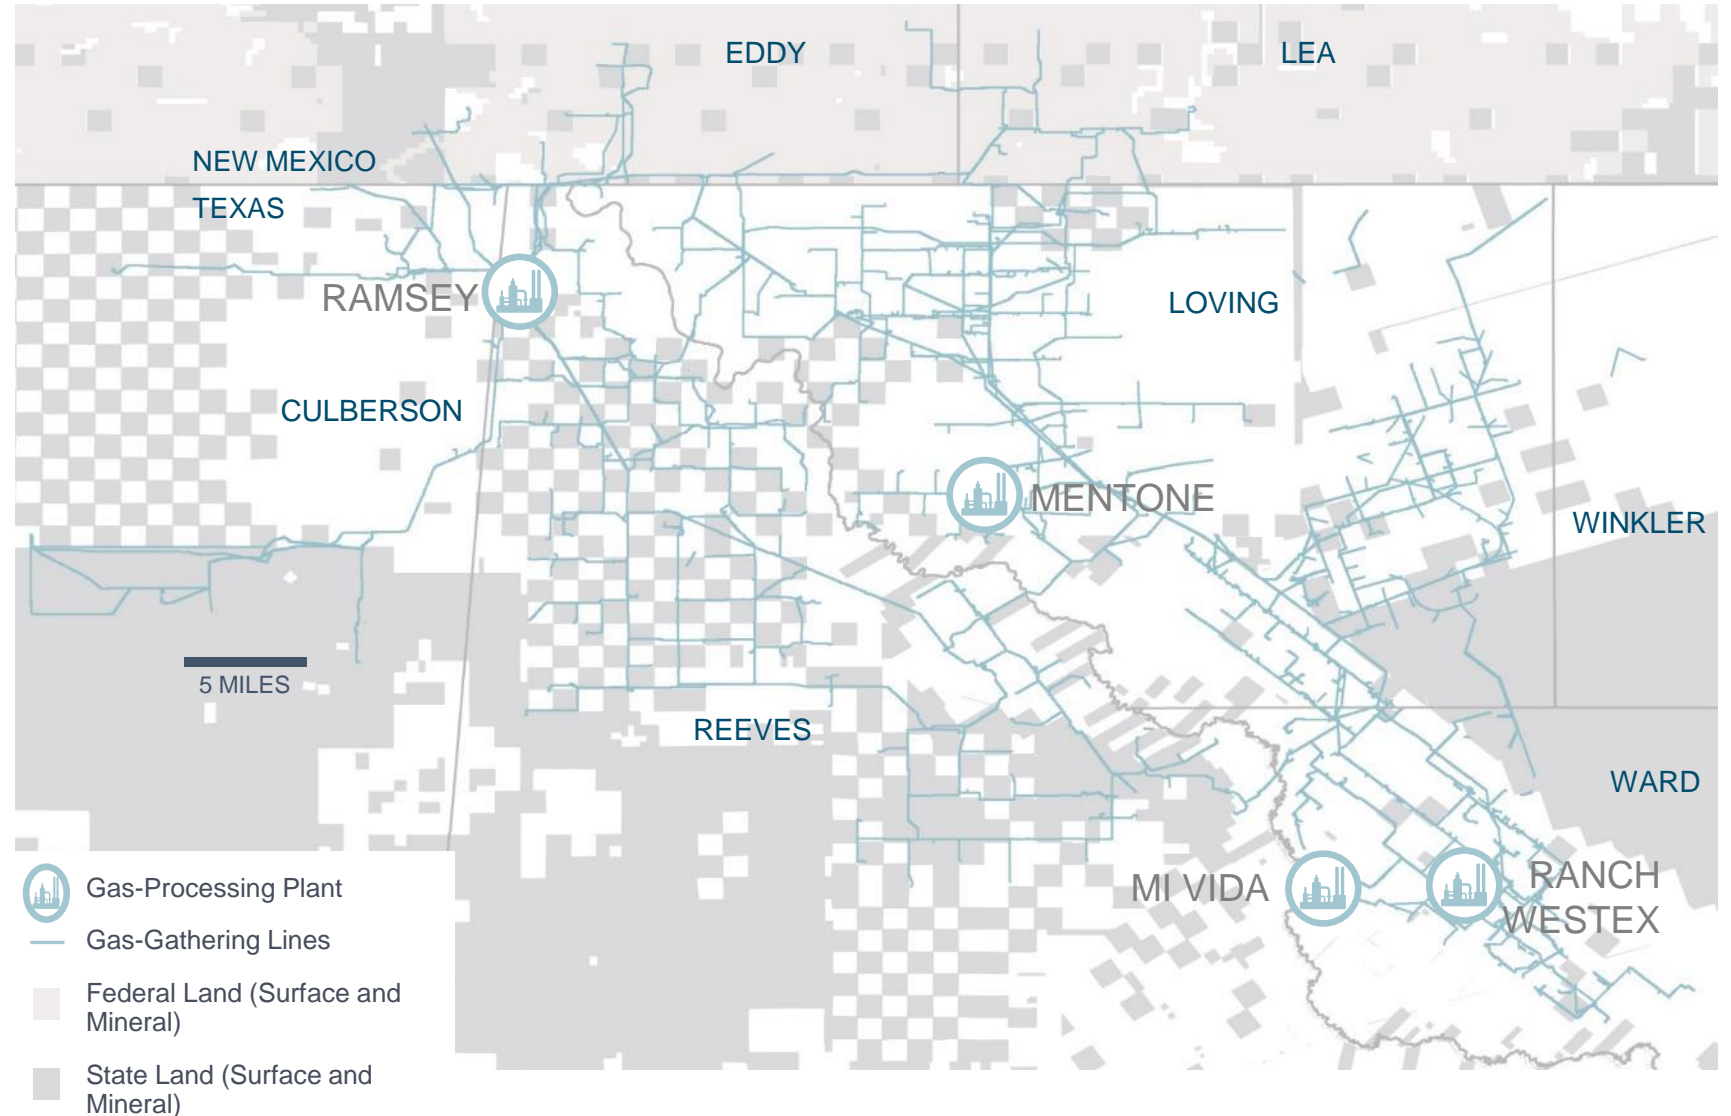 EDDY
LEA
NEW MEXICO
TEXAS
RAMSEY
LOVING
CULBERSON
MENTONE
WINKLER
5 MILES
REEVES
WARD
MI VIDA
RANCH
WESTEX
Gas-Processing Plant
Gas-Gathering Lines
Federal Land (Surface and
Mineral)
State Land (Surface and
Mineral)